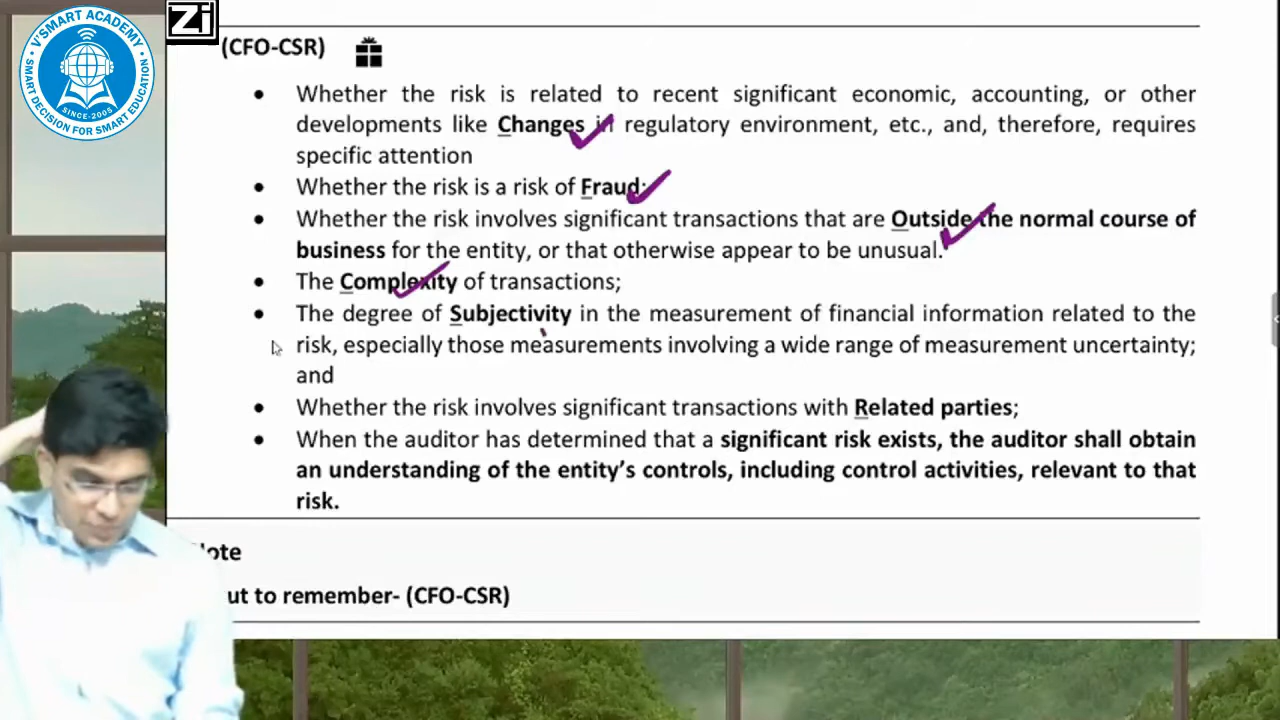 V'SMART ACADEMY
SMART DECISION FOR SMART EDUCATION
SINCE-2005
Zi
(CFO-CSR)
• Whether the risk is related to recent significant economic, accounting, or other
developments like Changes in regulatory environment, etc., and, therefore, requires
specific attention
• Whether the risk is a risk of Fraud;
• Whether the risk involves significant transactions that are Outside the normal course of
business for the entity, or that otherwise appear to be unusual.
• The Complexity of transactions;
• The degree of Subjectivity in the measurement of financial information related to the
risk, especially those measurements involving a wide range of measurement uncertainty;
and
• Whether the risk involves significant transactions with Related parties;
• When the auditor has determined that a significant risk exists, the auditor shall obtain
an understanding of the entity's controls, including control activities, relevant to that
risk.
ote
ut to remember- (CFO-CSR)